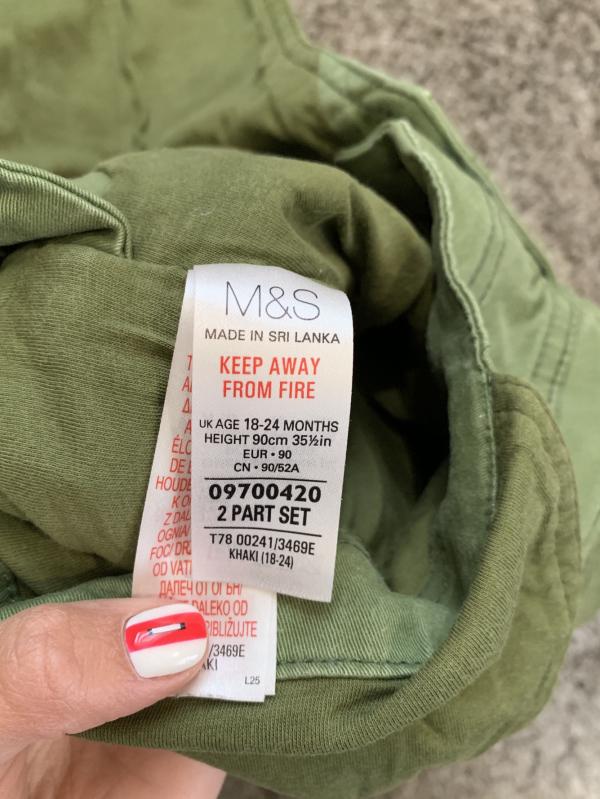 M&S
MADE IN SRI LANKA
KEEP AWAY
FROM FIRE
UK AGE 18-24 MONTHS
HEIGHT 90cm 35½in
EUR • 90
CN • 90/52A
09700420
2 PART SET
T78 00241/3469E
KHAKI (18-24)
ÉLO
DE
HOUDE
K O
Z DAL
OGNIA/
FOC/ DRŽ
OD VATR
ДАЛЕЧ ОТ ОГЪН/
DALEKO OD
PRIBLIŽUJTE
/3469E
AKI
L25